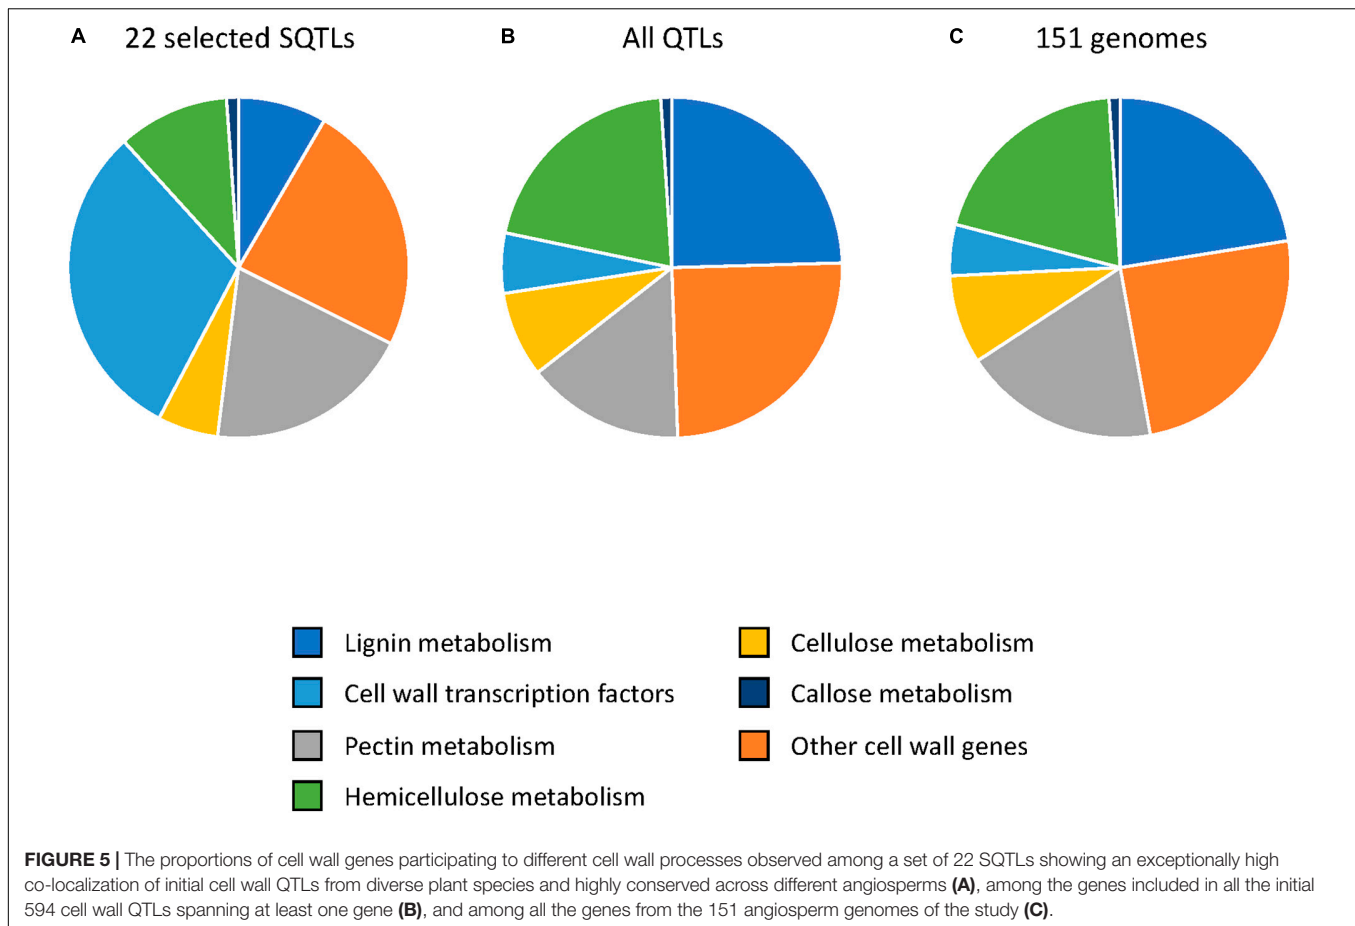 A 22 selected SQTLs
B All QTLs
C 151 genomes
Lignin metabolism
Cell wall transcription factors
Pectin metabolism
Hemicellulose metabolism
Cellulose metabolism
Callose metabolism
Other cell wall genes
FIGURE 5 | The proportions of cell wall genes participating to different cell wall processes observed among a set of 22 SQTLs showing an exceptionally high
co-localization of initial cell wall QTLs from diverse plant species and highly conserved across different angiosperms (A), among the genes included in all the initial
594 cell wall QTLs spanning at least one gene (B), and among all the genes from the 151 angiosperm genomes of the study (C).